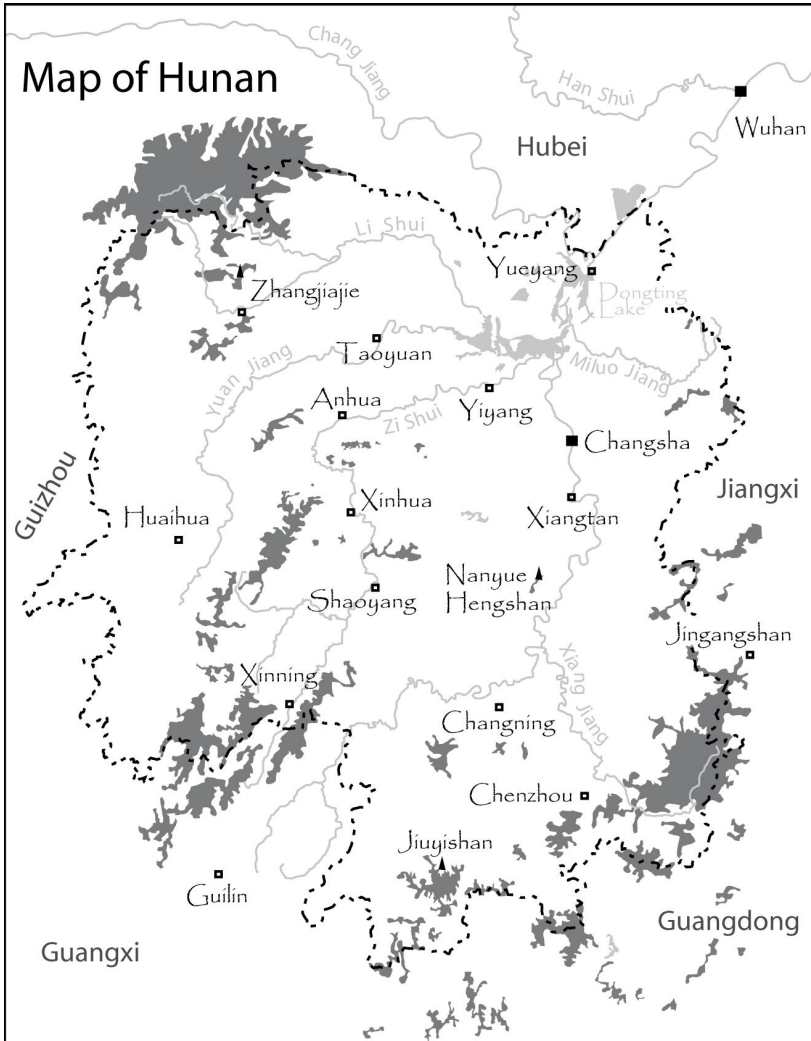 Chang Jiang
Map of Hunan
Han Shui
Wuhan
Hubei
Li Shui
Yueyang
Zhangjiajie
Dongting
Lake
Taoyuan
Miluo Jiang
Yuan Jiang
Anhua
Zi Shui
Yiyang
Changsha
Guizhou
Jiangxi
Huaihua
Xinhua
Xiangtan
Nanyue
Hengshan
Shaoyang
Jingangshan
Xiang Jiang
Xinning
Changning
Chenzhou
Jiuyishan
Guilin
Guangdong
Guangxi